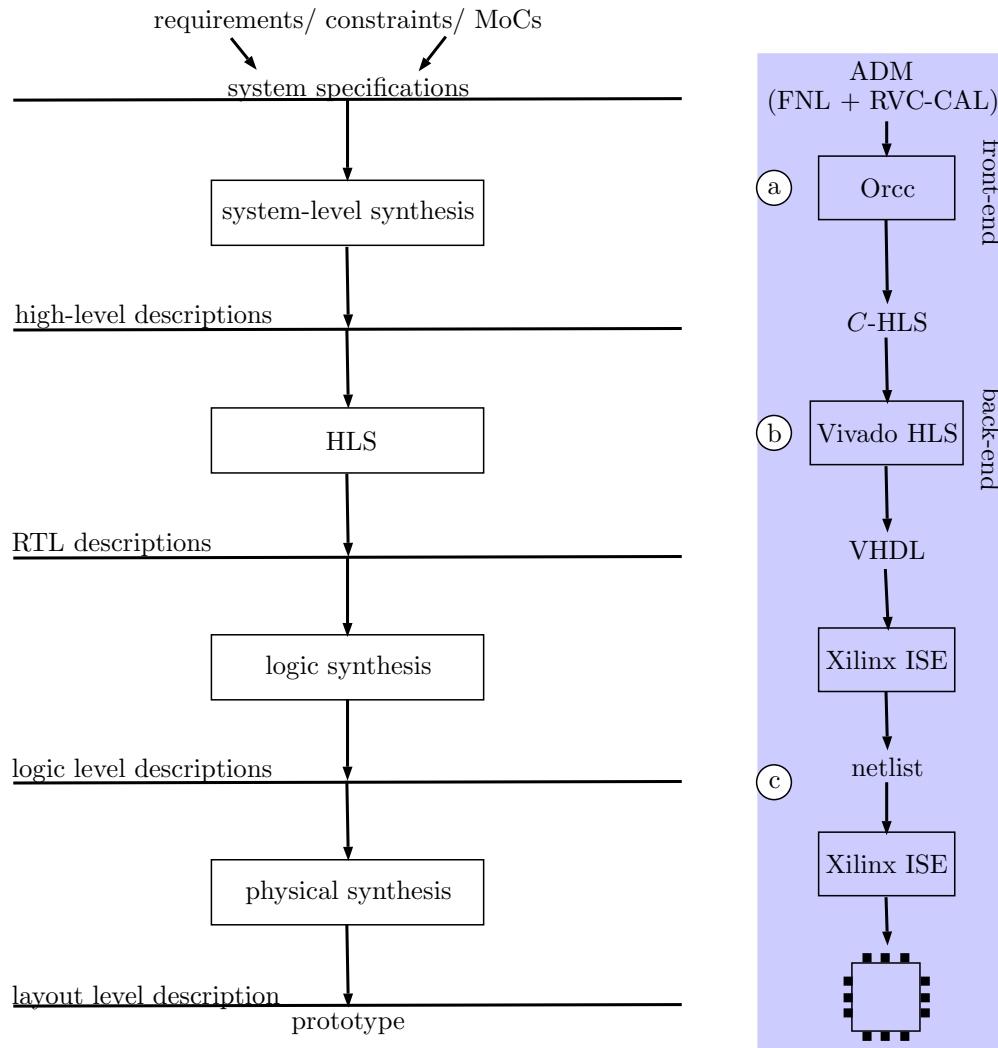 requirements/ constraints/ MoCs
system specifications
system-level synthesis
high-level descriptions
HLS
RTL descriptions
logic synthesis
logic level descriptions
physical synthesis
layout level description
prototype
ADM
(FNL + RVC-CAL)
front-end
a
Orcc
C-HLS
back-end
b
Vivado HLS
VHDL
Xilinx ISE
netlist
c
Xilinx ISE